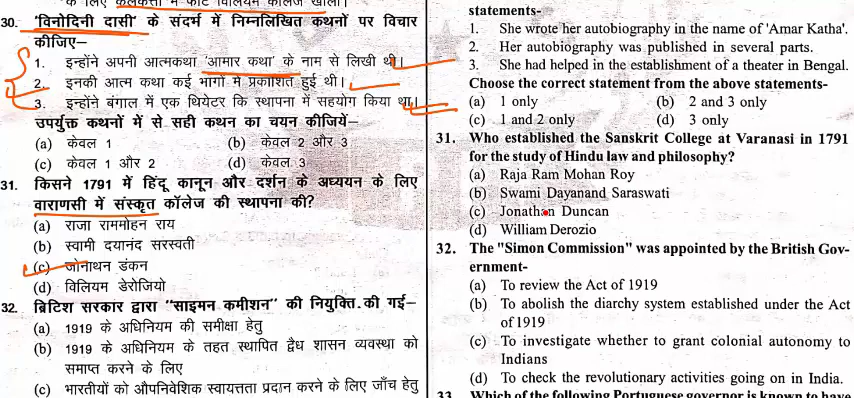 के लिए कलकत्ता में फोर्ट विलियम कॉलेज खोला।
30. 'विनोदिनी दासी' के संदर्भ में निम्नलिखित कथनों पर विचार
कीजिए–
1. इन्होंने अपनी आत्मकथा 'आमार कथा' के नाम से लिखी थी।
2. इनकी आत्म कथा कई भागों में प्रकाशित हुई थी।
3. इन्होंने बंगाल में एक थियेटर कि स्थापना में सहयोग किया था।
उपर्युक्त कथनों में से सही कथन का चयन कीजियें–
(a) केवल 1 (b) केवल 2 और 3
(c) केवल 1 और 2 (d) केवल 3
31. किसने 1791 में हिंदू कानून और दर्शन के अध्ययन के लिए
वाराणसी में संस्कृत कॉलेज की स्थापना की?
(a) राजा राममोहन राय
(b) स्वामी दयानंद सरस्वती
(c) जोनाथन डंकन
(d) विलियम डेरोजियो
32. ब्रिटिश सरकार द्वारा "साइमन कमीशन" की नियुक्ति की गई–
(a) 1919 के अधिनियम की समीक्षा हेतु
(b) 1919 के अधिनियम के तहत स्थापित द्वैध शासन व्यवस्था को
समाप्त करने के लिए
(c) भारतीयों को औपनिवेशिक स्वायत्तता प्रदान करने के लिए जाँच हेतु
statements-
1. She wrote her autobiography in the name of 'Amar Katha'.
2. Her autobiography was published in several parts.
3. She had helped in the establishment of a theater in Bengal.
Choose the correct statement from the above statements-
(a) 1 only (b) 2 and 3 only
(c) 1 and 2 only (d) 3 only
31. Who established the Sanskrit College at Varanasi in 1791
for the study of Hindu law and philosophy?
(a) Raja Ram Mohan Roy
(b) Swami Dayanand Saraswati
(c) Jonathan Duncan
(d) William Derozio
32. The "Simon Commission" was appointed by the British Gov-
ernment-
(a) To review the Act of 1919
(b) To abolish the diarchy system established under the Act
of 1919
(c) To investigate whether to grant colonial autonomy to
Indians
(d) To check the revolutionary activities going on in India.
33. Which of the following Portuguese governor is known to have